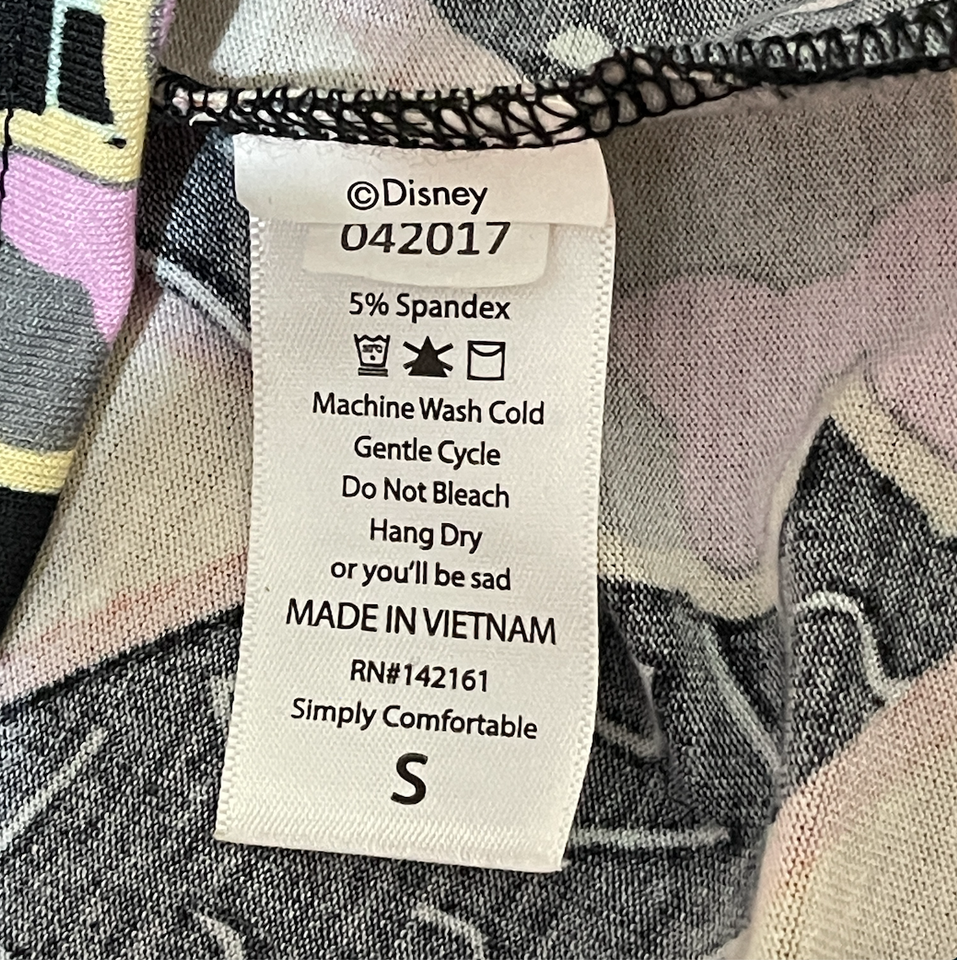 ©Disney
042017
5% Spandex
30°C
Machine Wash Cold
Gentle Cycle
Do Not Bleach
Hang Dry
or you'll be sad
MADE IN VIETNAM
RN#142161
Simply Comfortable
S